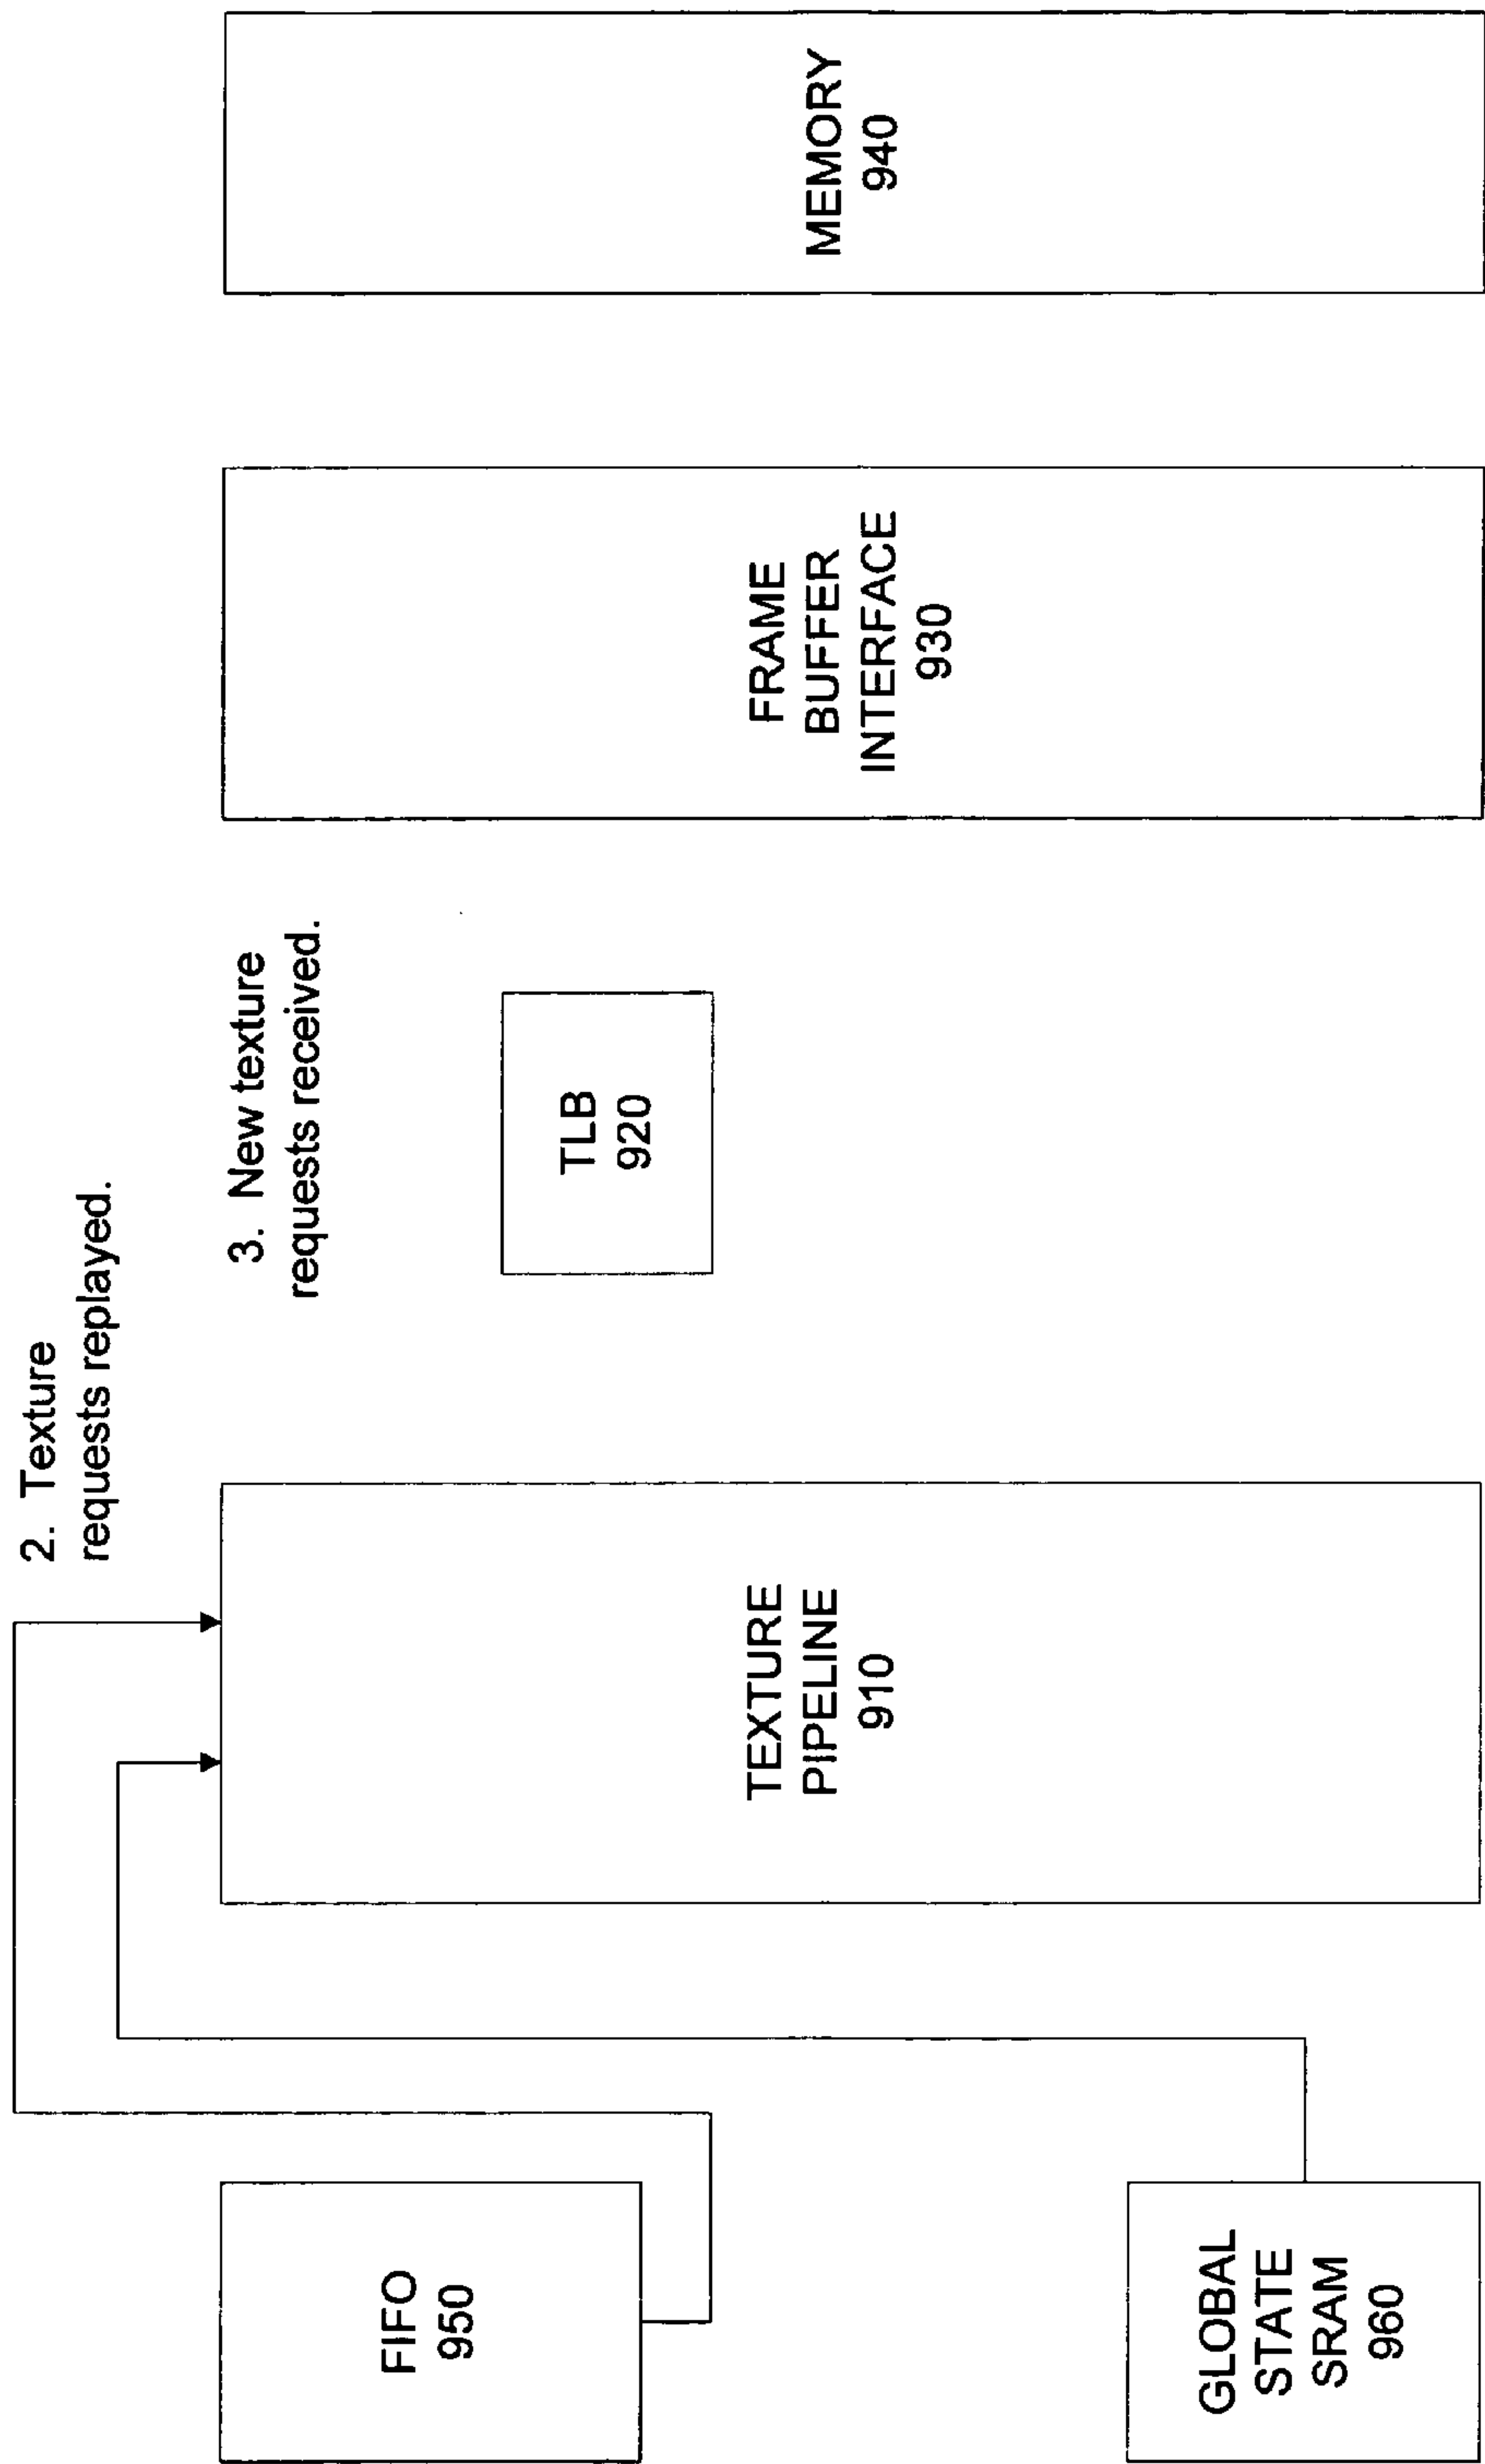 2. Texture
requests replayed.
3. New texture
requests received.
FIFO
950
GLOBAL
STATE
SRAM
960
TEXTURE
PIPELINE
910
TLB
920
FRAME
BUFFER
INTERFACE
930
MEMORY
940